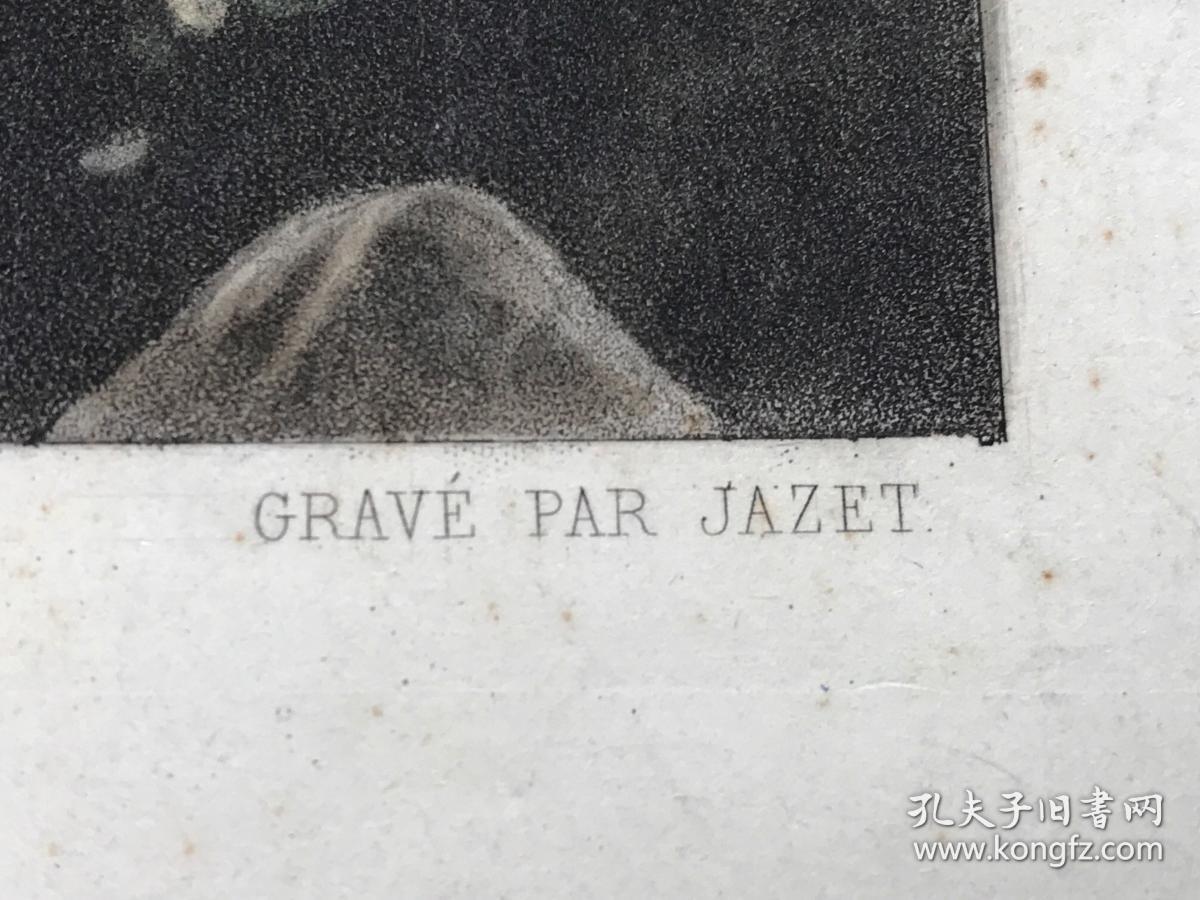 GRAVÉ PAR JAZET.
孔夫子旧書网
www.kongfz.com